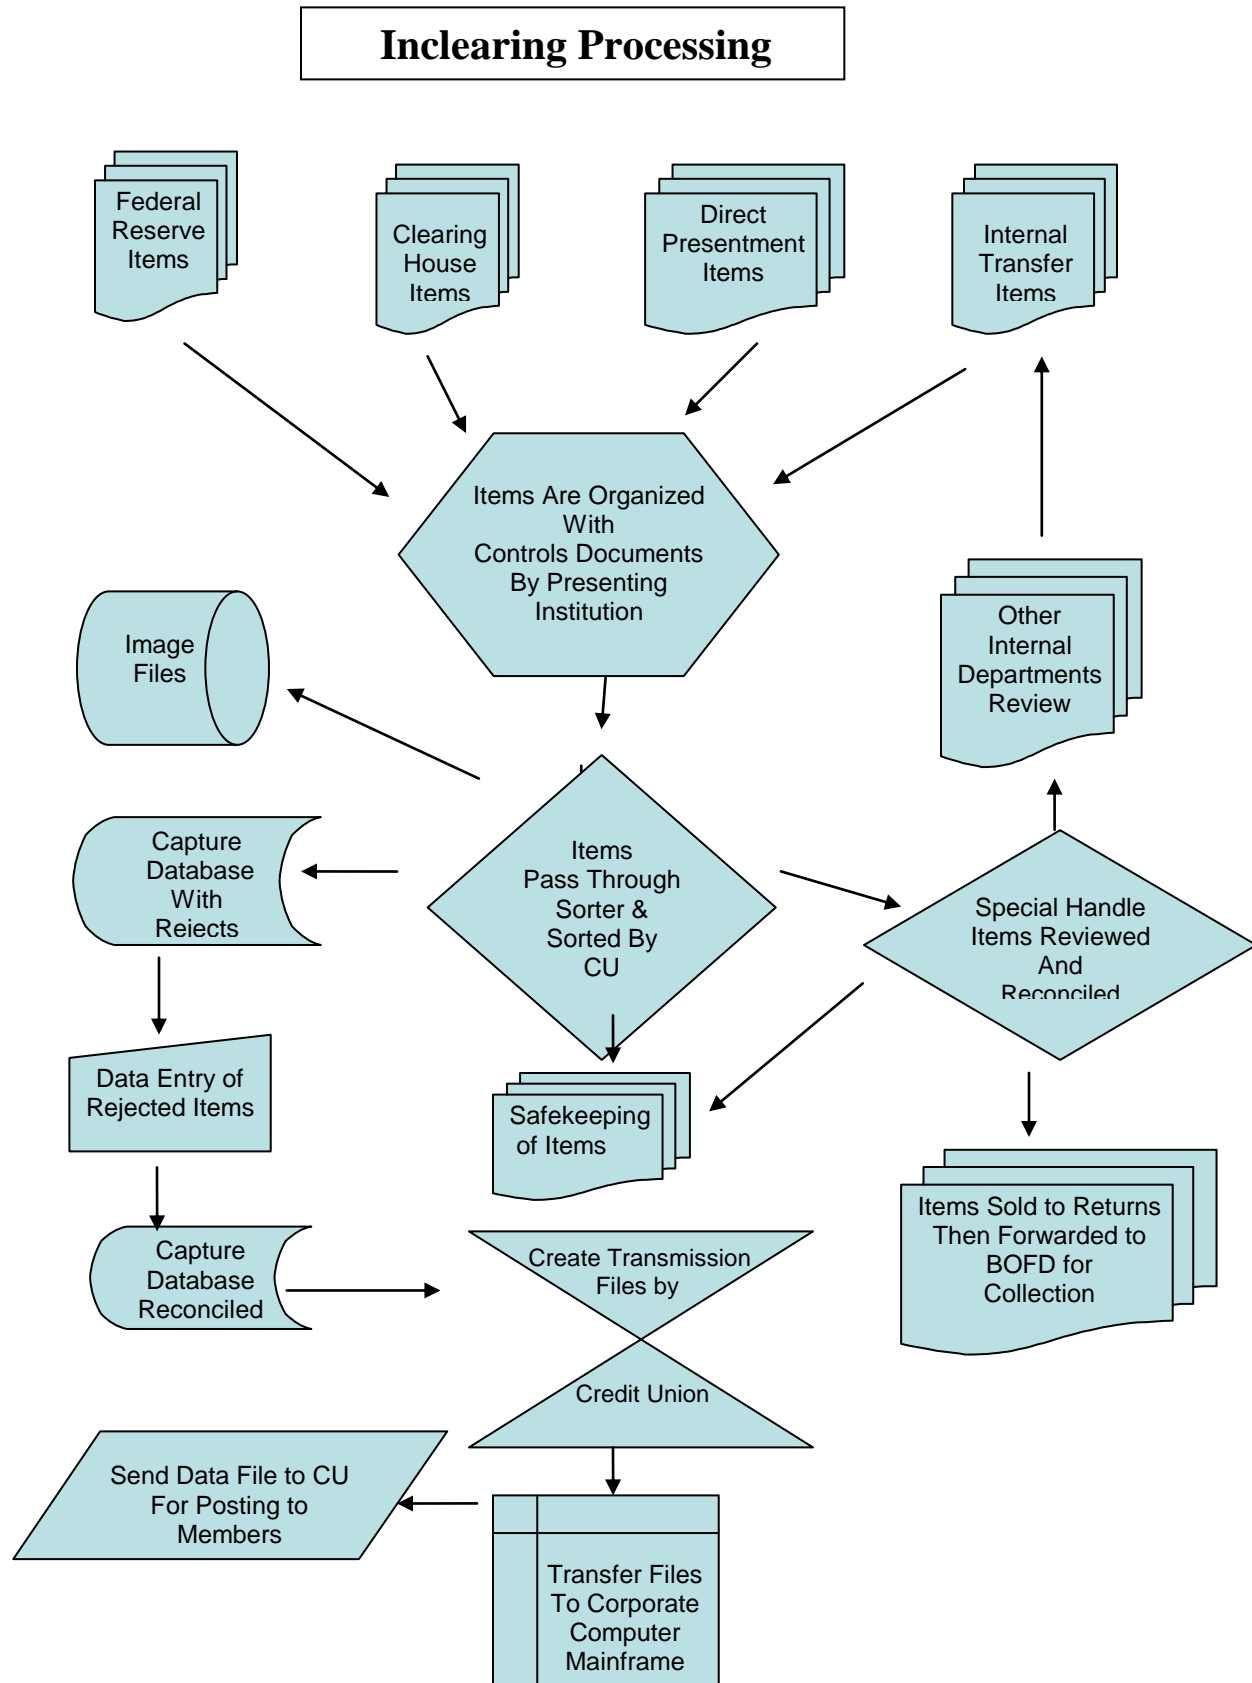 Inclearing Processing
Federal
Reserve
Items
Clearing
House
Items
Direct
Presentment
Items
Internal
Transfer
Items
Items Are Organized
With
Controls Documents
By Presenting
Institution
Other
Internal
Departments
Review
Image
Files
Capture
Database
With
Rejects
Items
Pass Through
Sorter &
Sorted By
CU
Special Handle
Items Reviewed
And
Reconciled
Data Entry of
Rejected Items
Safekeeping
of Items
Items Sold to Returns
Then Forwarded to
BOFD for
Collection
Capture
Database
Reconciled
Create Transmission
Files by
Credit Union
Send Data File to CU
For Posting to
Members
Transfer Files
To Corporate
Computer
Mainframe